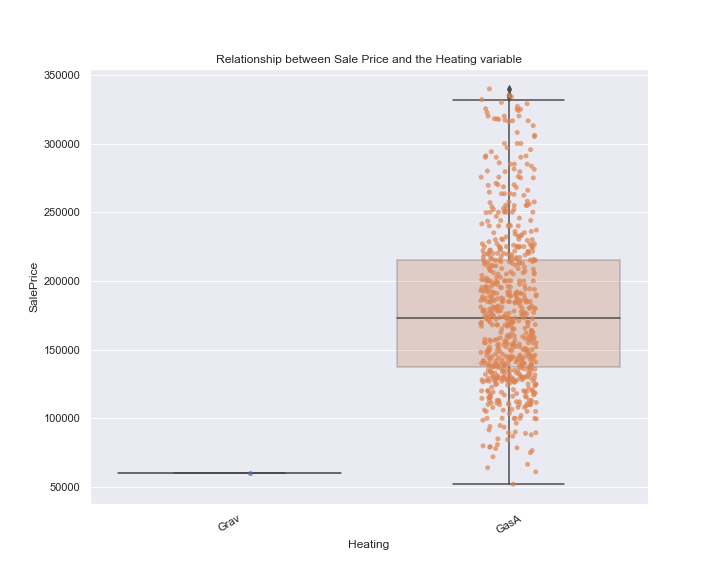 Relationship between Sale Price and the Heating variable
350000
300000
250000
200000
150000
100000
50000
SalePrice
Grav
GasA
Heating